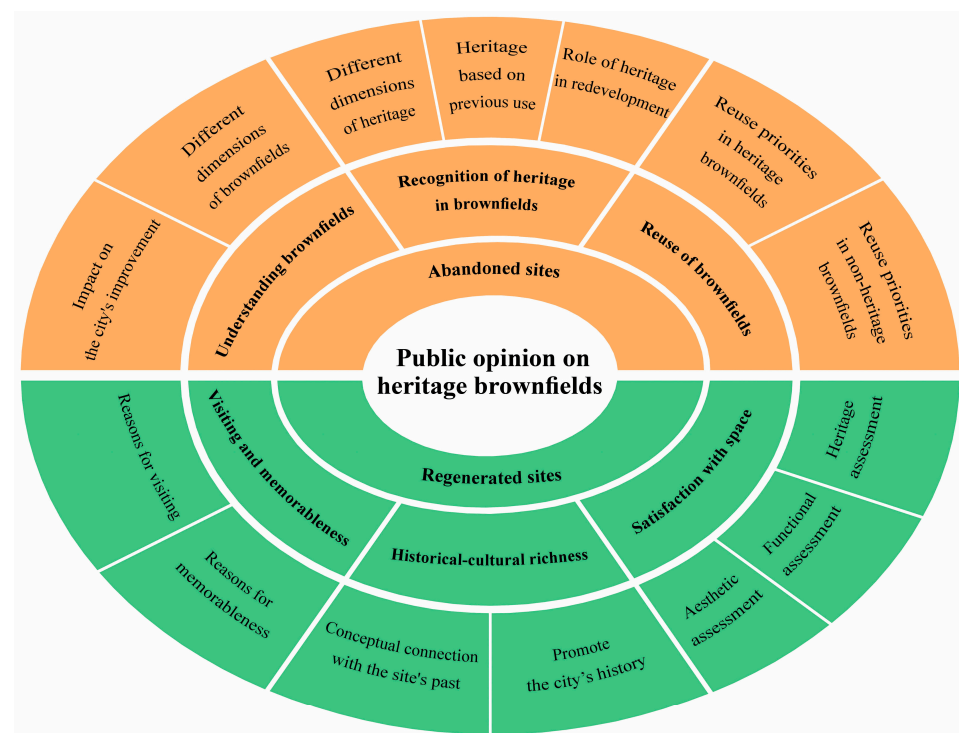 Different
dimensions
of heritage
Heritage
based on
previous use
Role of heritage
in redevelopment
Different
dimensions
of brownfields
Reuse priorities
in heritage
brownfields
Impact on
the city's improvement
Reuse priorities
in non-heritage
brownfields
Understanding brownfields
Recognition of heritage
in brownfields
Reuse of brownfields
Abandoned sites
Public opinion on
heritage brownfields
Regenerated sites
Visiting and memorableness
Historical-cultural richness
Satisfaction with space
Reasons for visiting
Reasons for
memorableness
Conceptual connection
with the site's past
Promote
the city’s history
Aesthetic
assessment
Functional
assessment
Heritage
assessment